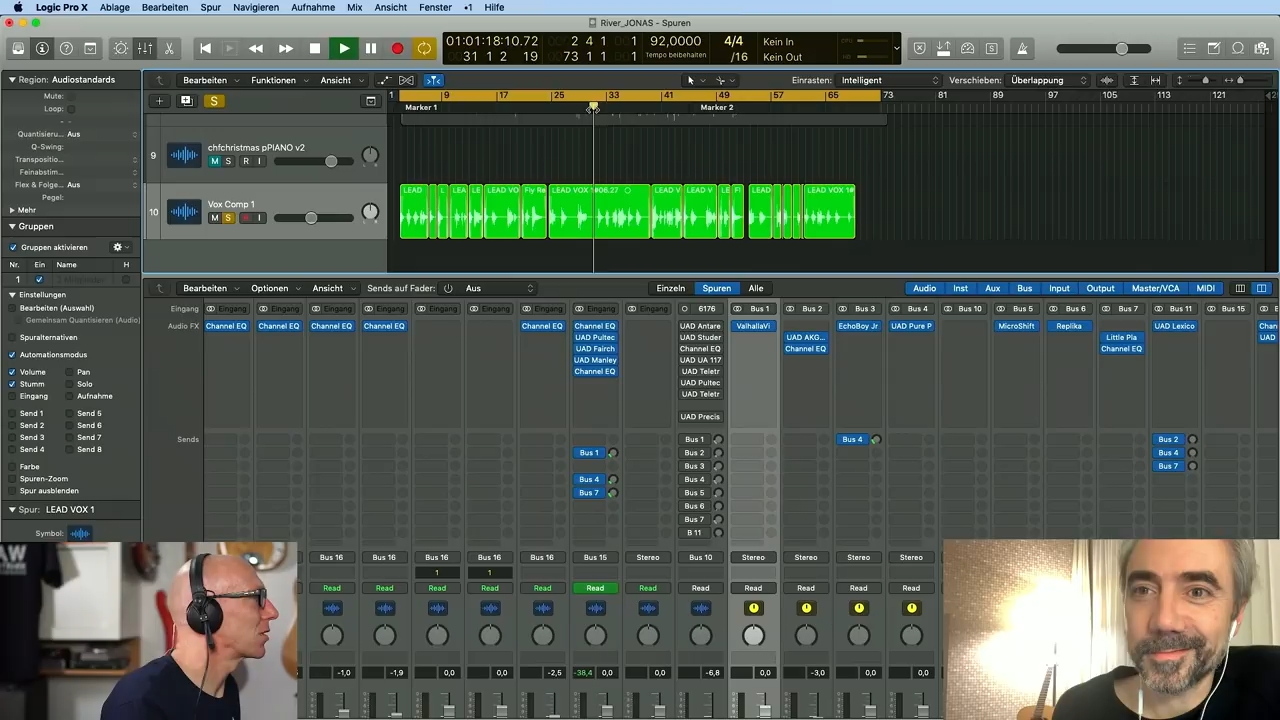 Logic Pro X Ablage Bearbeiten Spur Navigieren Aufnahme Mix Ansicht Fenster •1 Hilfe
River_JONAS - Spuren
01:01:18:10.72 2 4 1 1 92,0000 4/4 Kein In
31 1 2 19 73 1 1 1 Tempo beibehalten /16 Kein Out
Region: Audiostandards
Bearbeiten Funktionen Ansicht
Einrasten: Intelligent
Verschieben: Überlappung
Mute:
Loop:
Quantisieru... Aus
Q-Swing:
Transpositio...
Feinabstim...
Flex & Folge... Aus
Pegel:
Mehr
S
1 9 17 25 33 41 49 57 65 73 81 89 97 105 113 121
Marker 1 Marker 2
9 chfchristmas pPIANO v2
M S R I
10 Vox Comp 1
M S R I
LEAD L LEA LE LEAD VO Fly Re LEAD VOX 1#06.27 LEAD V LEAD V LE Fl LEAD LEAD VOX 1#
Gruppen
Gruppen aktivieren
Nr. Ein Name H
1
Einstellungen
Bearbeiten (Auswahl)
Gemeinsam Quantisieren (Audio)
Spuralternativen
Automationsmodus
Volume Pan
Stumm Solo
Eingang Aufnahme
Send 1 Send 5
Send 2 Send 6
Send 3 Send 7
Send 4 Send 8
Farbe
Spuren-Zoom
Spur ausblenden
Spur: LEAD VOX 1
Symbol:
Bearbeiten Optionen Ansicht Sends auf Fader: Aus Einzeln Spuren Alle Audio Inst Aux Bus Input Output Master/VCA MIDI
Eingang Eingang Eingang Eingang Eingang Eingang Eingang Eingang Eingang Eingang 6176 Bus 1 Bus 2 Bus 3 Bus 4 Bus 10 Bus 5 Bus 6 Bus 7 Bus 11 Bus 15
Audio FX Channel EQ Channel EQ Channel EQ Channel EQ Channel EQ Channel EQ UAD Antare ValhallaVi EchoBoy Jr UAD Pure P MicroShift Replika UAD Lexico
UAD Pultec UAD Studer UAD AKG... Little Pla
UAD Fairch Channel EQ Channel EQ Channel EQ
UAD Manley UAD UA 117
Channel EQ UAD Teletr
UAD Pultec
UAD Teletr
UAD Precis
Sends Bus 1 Bus 4 Bus 2
Bus 1 Bus 2 Bus 4
Bus 3 Bus 7
Bus 4 Bus 4
Bus 7 Bus 5
Bus 6
Bus 7
B 11
Bus 16 Bus 16 Bus 16 Bus 16 Bus 16 Bus 15 Stereo Bus 10 Stereo Stereo Stereo Stereo
1 1
Read Read Read Read Read Read Read Read Read Read Read Read
-1,0 -1,9 0,0 0,0 -2,5 -38,4 0,0 0,0 -6,8 0,0 -3,0 0,0 0,0